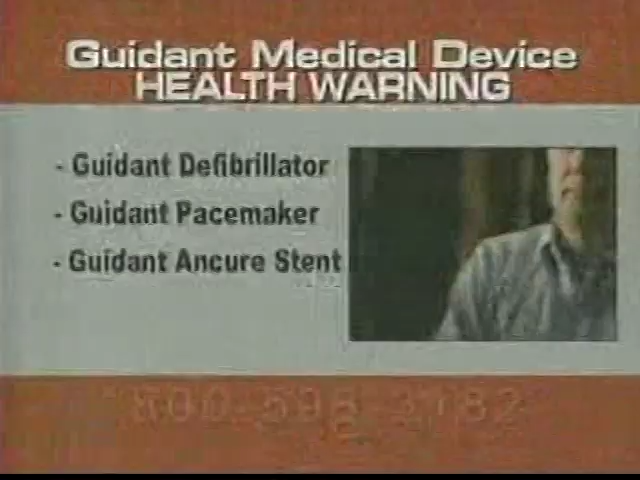 Guidant Medical Device
HEALTH WARNING
- Guidant Defibrillator
- Guidant Pacemaker
- Guidant Ancure Stent